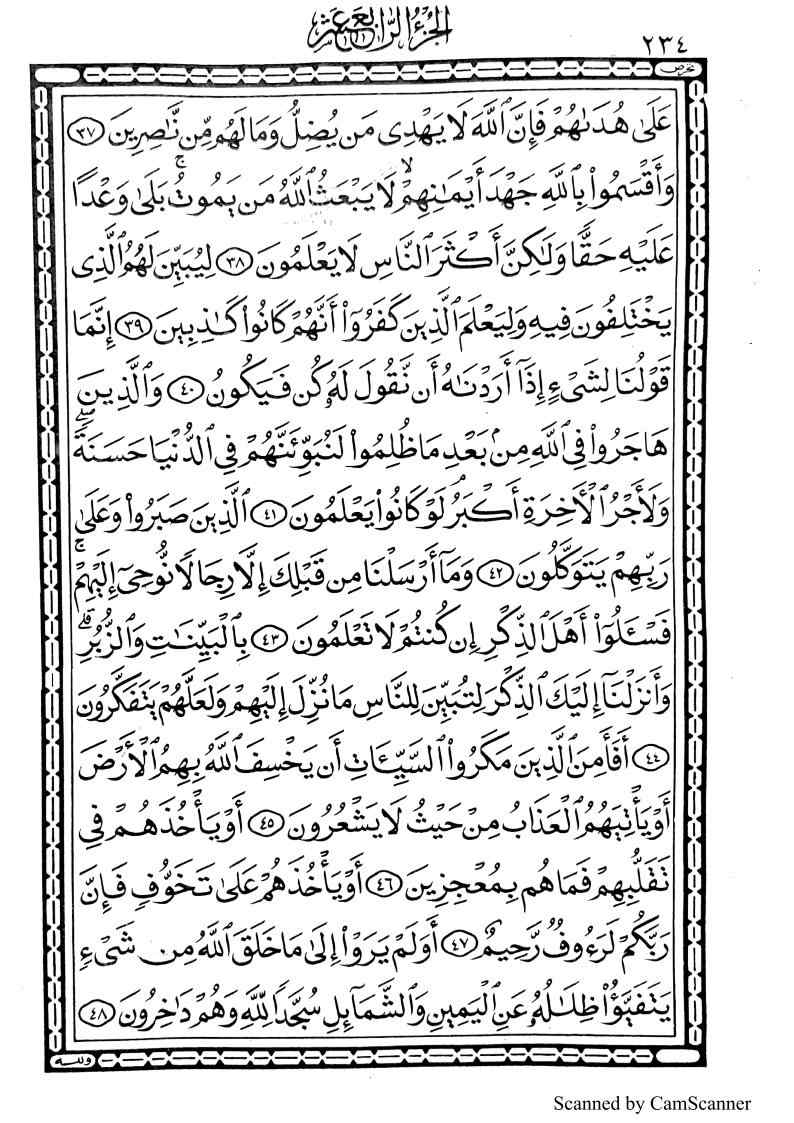 ٢٣٤
الجزء الرابع عشر
تحرص
عَلَىٰ هُدَىٰهُمْ فَإِنَّ ٱللَّهَ لَا يَهْدِى مَن يُضِلُّ وَمَا لَهُم مِّن نَّٰصِرِينَ ٣٧
وَأَقْسَمُوا۟ بِٱللَّهِ جَهْدَ أَيْمَٰنِهِمْ ۙ لَا يَبْعَثُ ٱللَّهُ مَن يَمُوتُ ۚ بَلَىٰ وَعْدًا
عَلَيْهِ حَقًّا وَلَٰكِنَّ أَكْثَرَ ٱلنَّاسِ لَا يَعْلَمُونَ ٣٨ لِيُبَيِّنَ لَهُمُ ٱلَّذِى
يَخْتَلِفُونَ فِيهِ وَلِيَعْلَمَ ٱلَّذِينَ كَفَرُوٓا۟ أَنَّهُمْ كَانُوا۟ كَٰذِبِينَ ٣٩ إِنَّمَا
قَوْلُنَا لِشَىْءٍ إِذَآ أَرَدْنَٰهُ أَن نَّقُولَ لَهُۥ كُن فَيَكُونُ ٤٠ وَٱلَّذِينَ
هَاجَرُوا۟ فِى ٱللَّهِ مِنۢ بَعْدِ مَا ظُلِمُوا۟ لَنُبَوِّئَنَّهُمْ فِى ٱلدُّنْيَا حَسَنَةً ۖ
وَلَأَجْرُ ٱلْءَاخِرَةِ أَكْبَرُ لَوْ كَانُوا۟ يَعْلَمُونَ ٤١ ٱلَّذِينَ صَبَرُوا۟ وَعَلَىٰ
رَبِّهِمْ يَتَوَكَّلُونَ ٤٢ وَمَآ أَرْسَلْنَا مِن قَبْلِكَ إِلَّا رِجَالًا نُّوحِىٓ إِلَيْهِمْ ۚ
فَسْـَٔلُوٓا۟ أَهْلَ ٱلذِّكْرِ إِن كُنتُمْ لَا تَعْلَمُونَ ٤٣ بِٱلْبَيِّنَٰتِ وَٱلزُّبُرِ ۗ
وَأَنزَلْنَآ إِلَيْكَ ٱلذِّكْرَ لِتُبَيِّنَ لِلنَّاسِ مَا نُزِّلَ إِلَيْهِمْ وَلَعَلَّهُمْ يَتَفَكَّرُونَ
٤٤ أَفَأَمِنَ ٱلَّذِينَ مَكَرُوا۟ ٱلسَّيِّـَٔاتِ أَن يَخْسِفَ ٱللَّهُ بِهِمُ ٱلْأَرْضَ
أَوْ يَأْتِيَهُمُ ٱلْعَذَابُ مِنْ حَيْثُ لَا يَشْعُرُونَ ٤٥ أَوْ يَأْخُذَهُمْ فِى
تَقَلُّبِهِمْ فَمَا هُم بِمُعْجِزِينَ ٤٦ أَوْ يَأْخُذَهُمْ عَلَىٰ تَخَوُّفٍ فَإِنَّ
رَبَّكُمْ لَرَءُوفٌ رَّحِيمٌ ٤٧ أَوَلَمْ يَرَوْا۟ إِلَىٰ مَا خَلَقَ ٱللَّهُ مِن شَىْءٍ
يَتَفَيَّؤُا۟ ظِلَٰلُهُۥ عَنِ ٱلْيَمِينِ وَٱلشَّمَآئِلِ سُجَّدًا لِّلَّهِ وَهُمْ دَٰخِرُونَ ٤٨
ولله
Scanned by CamScanner